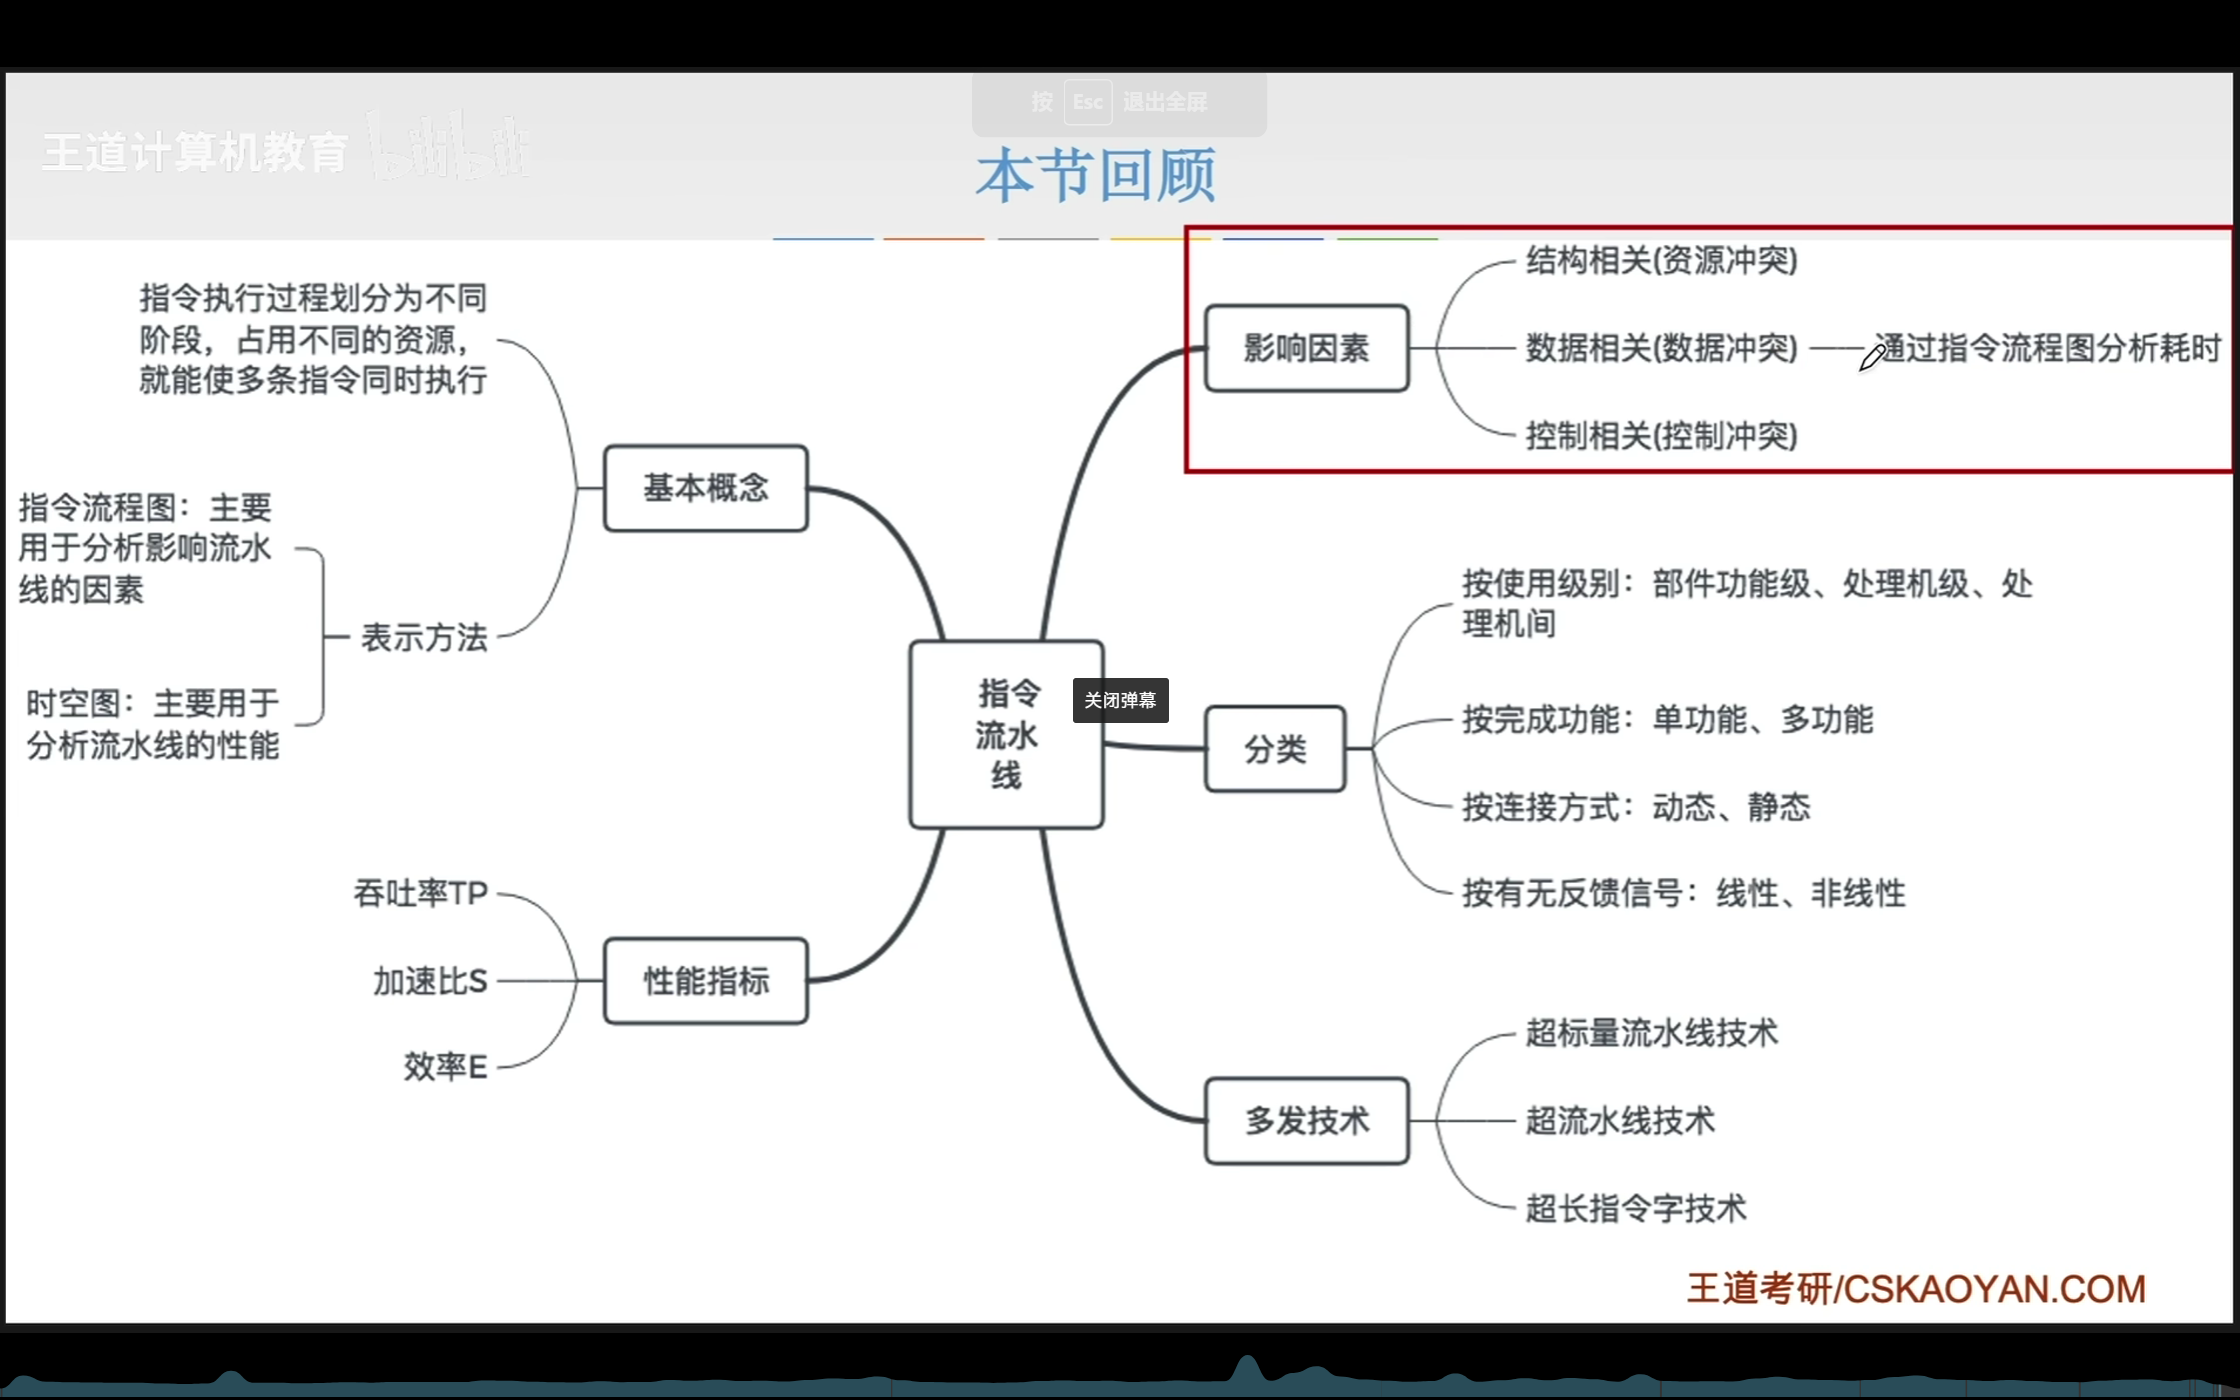 按 Esc 退出全屏
王道计算机教育 bilibili
本节回顾
指令执行过程划分为不同
阶段，占用不同的资源，
就能使多条指令同时执行
基本概念
指令流程图：主要
用于分析影响流水
线的因素
表示方法
时空图：主要用于
分析流水线的性能
吞吐率TP
加速比S
性能指标
效率E
指令
流水
线
关闭弹幕
结构相关(资源冲突)
影响因素
数据相关(数据冲突)
通过指令流程图分析耗时
控制相关(控制冲突)
按使用级别：部件功能级、处理机级、处
理机间
按完成功能：单功能、多功能
分类
按连接方式：动态、静态
按有无反馈信号：线性、非线性
超标量流水线技术
多发技术
超流水线技术
超长指令字技术
王道考研/CSKAOYAN.COM